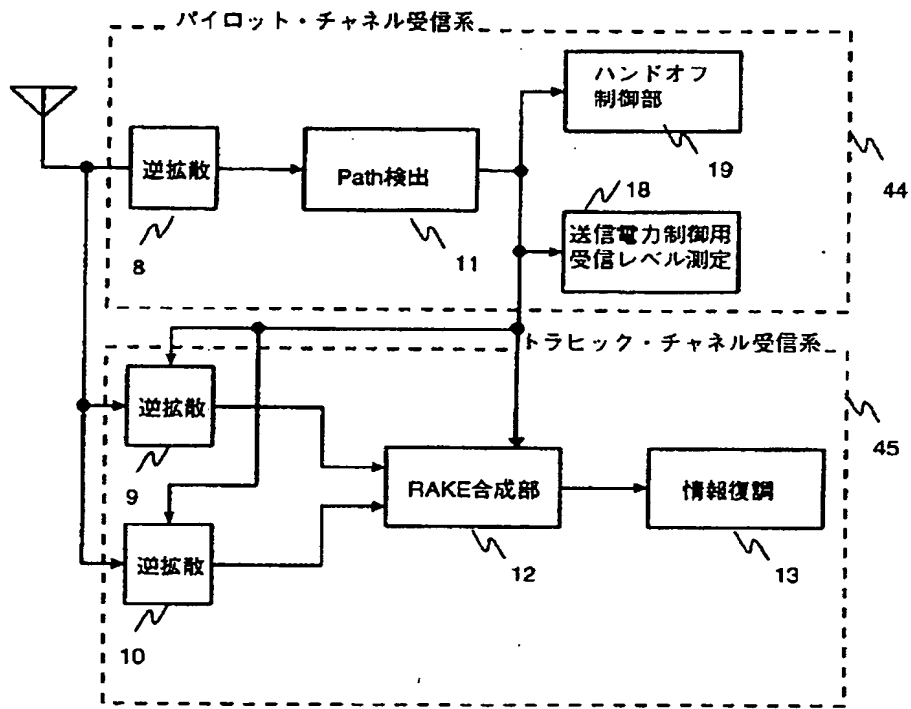 パイロット・チャネル受信系
ハンドオフ
制御部
19
44
逆拡散
8
Path検出
11
18
送信電力制御用
受信レベル測定
トラヒック・チャネル受信系
45
逆拡散
9
RAKE合成部
12
情報復調
13
逆拡散
10